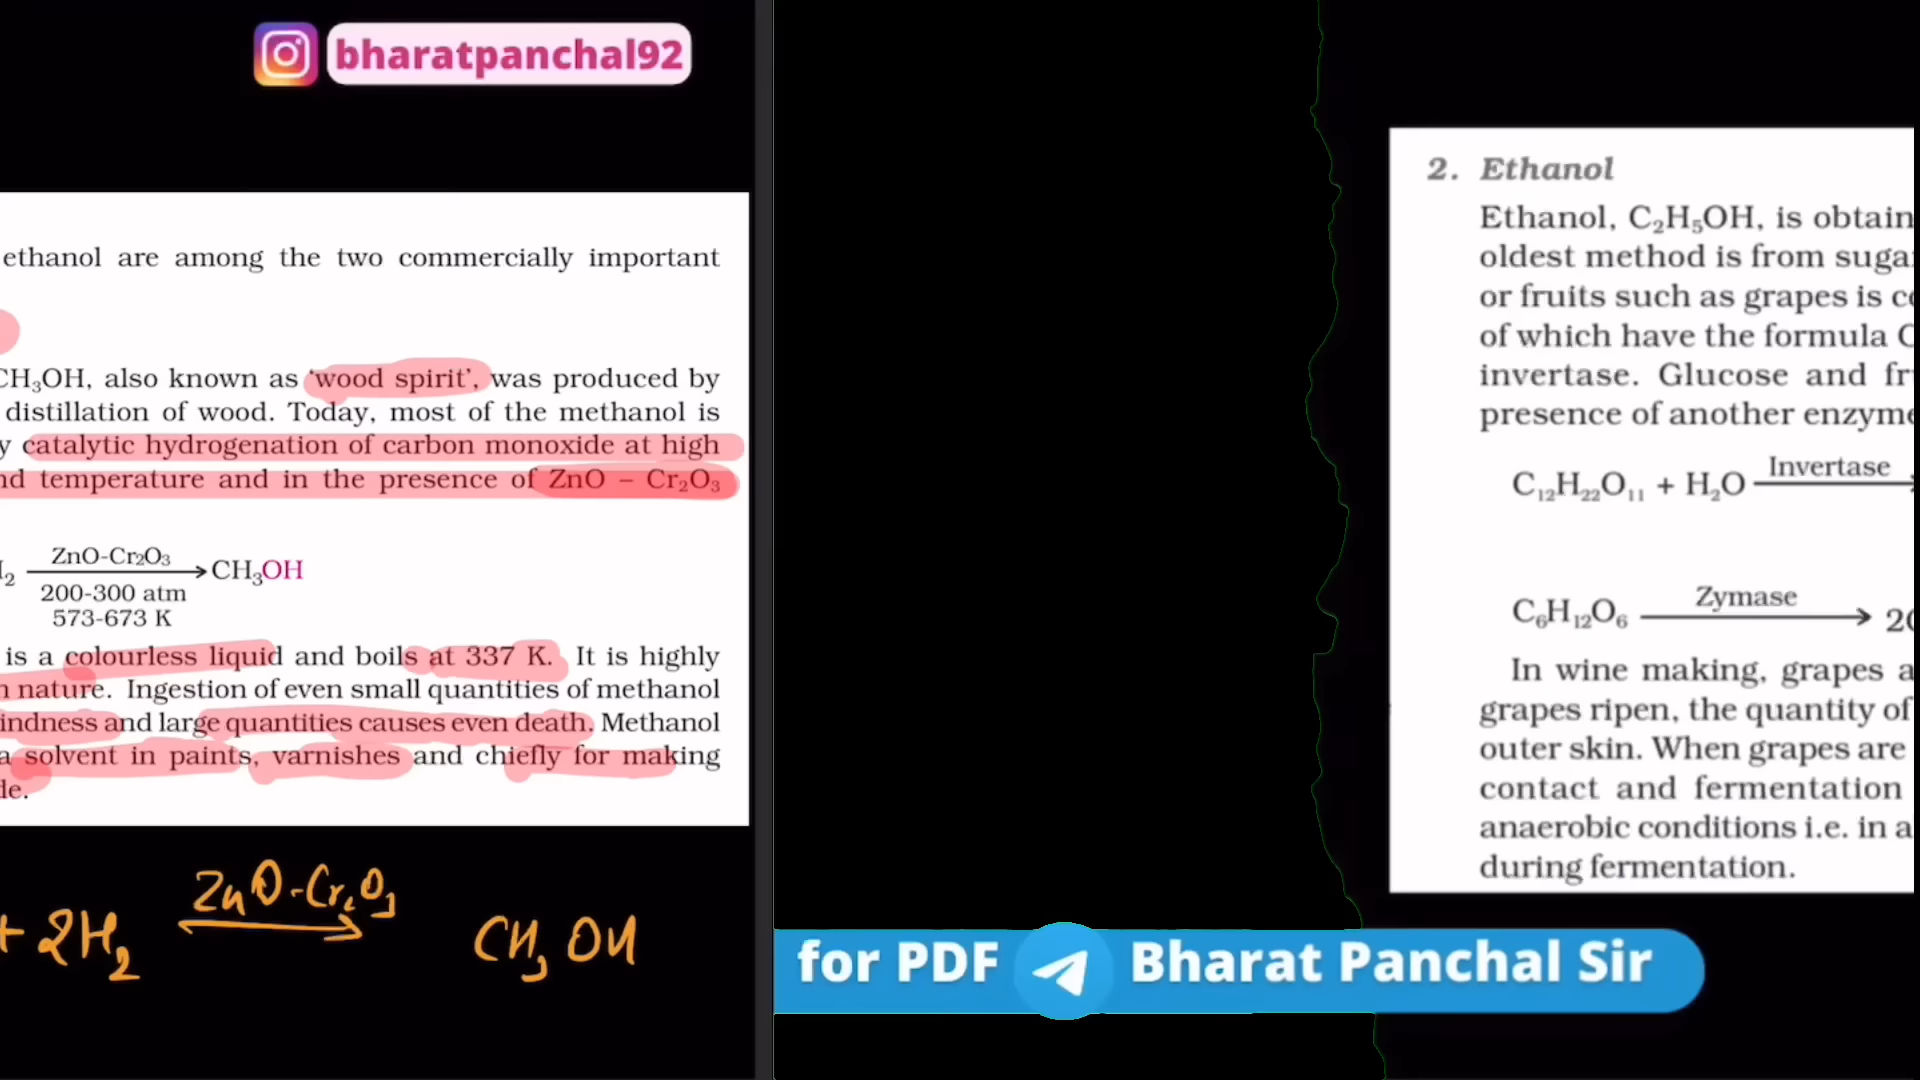 bharatpanchal92
ethanol are among the two commercially important
CH₃OH, also known as ‘wood spirit’, was produced by
distillation of wood. Today, most of the methanol is
catalytic hydrogenation of carbon monoxide at high
temperature and in the presence of ZnO – Cr₂O₃
ZnO-Cr₂O₃
₂ → CH₃OH
200-300 atm
573-673 K
is a colourless liquid and boils at 337 K. It is highly
nature. Ingestion of even small quantities of methanol
and large quantities causes even death. Methanol
a solvent in paints, varnishes and chiefly for making
ZnO-Cr₂O₃
+ 2H₂ CH₃OH
2. Ethanol
Ethanol, C₂H₅OH, is
oldest method is from
or fruits such as grapes is
of which have the formula
invertase. Glucose and
presence of another
Invertase
C₁₂H₂₂O₁₁ + H₂O
Zymase
C₆H₁₂O₆ → 2
In wine making, grapes
grapes ripen, the quantity of
outer skin. When grapes are
contact and fermentation
anaerobic conditions i.e. in
during fermentation.
for PDF Bharat Panchal Sir